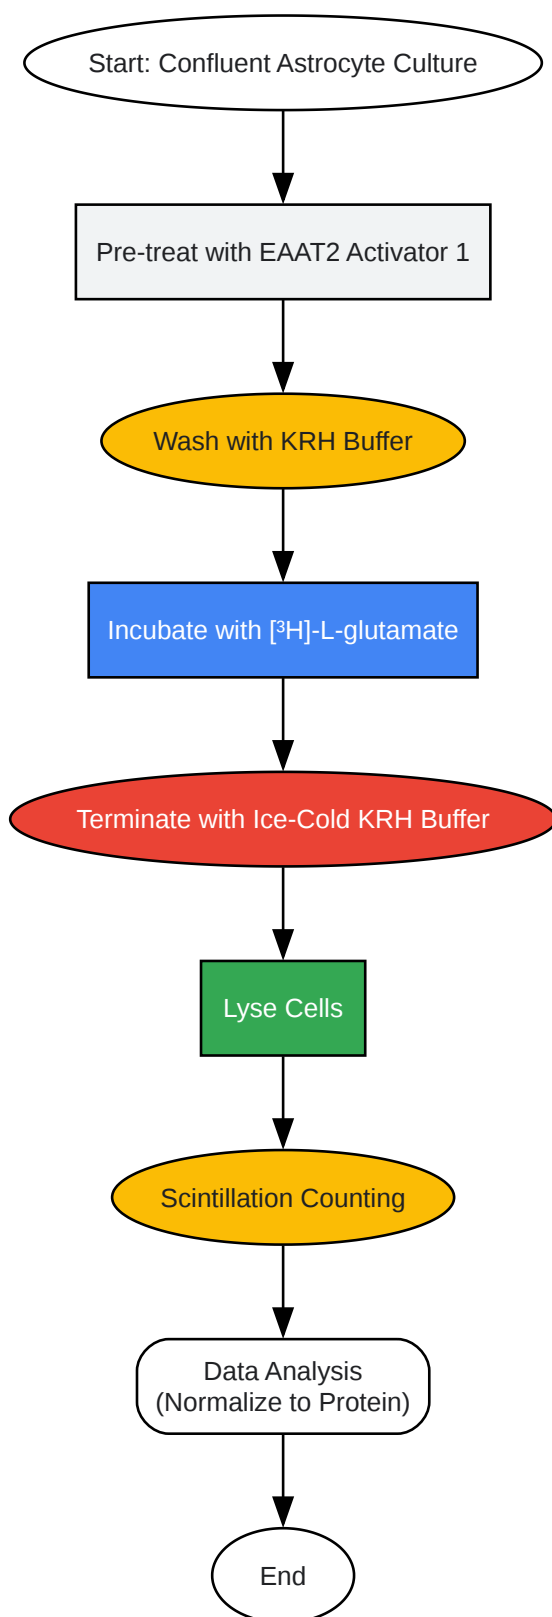 Start: Confluent Astrocyte Culture
Pre-treat with EAAT2 Activator 1
Wash with KRH Buffer
Incubate with [³H]-L-glutamate
Terminate with Ice-Cold KRH Buffer
Lyse Cells
Scintillation Counting
Data Analysis
(Normalize to Protein)
End